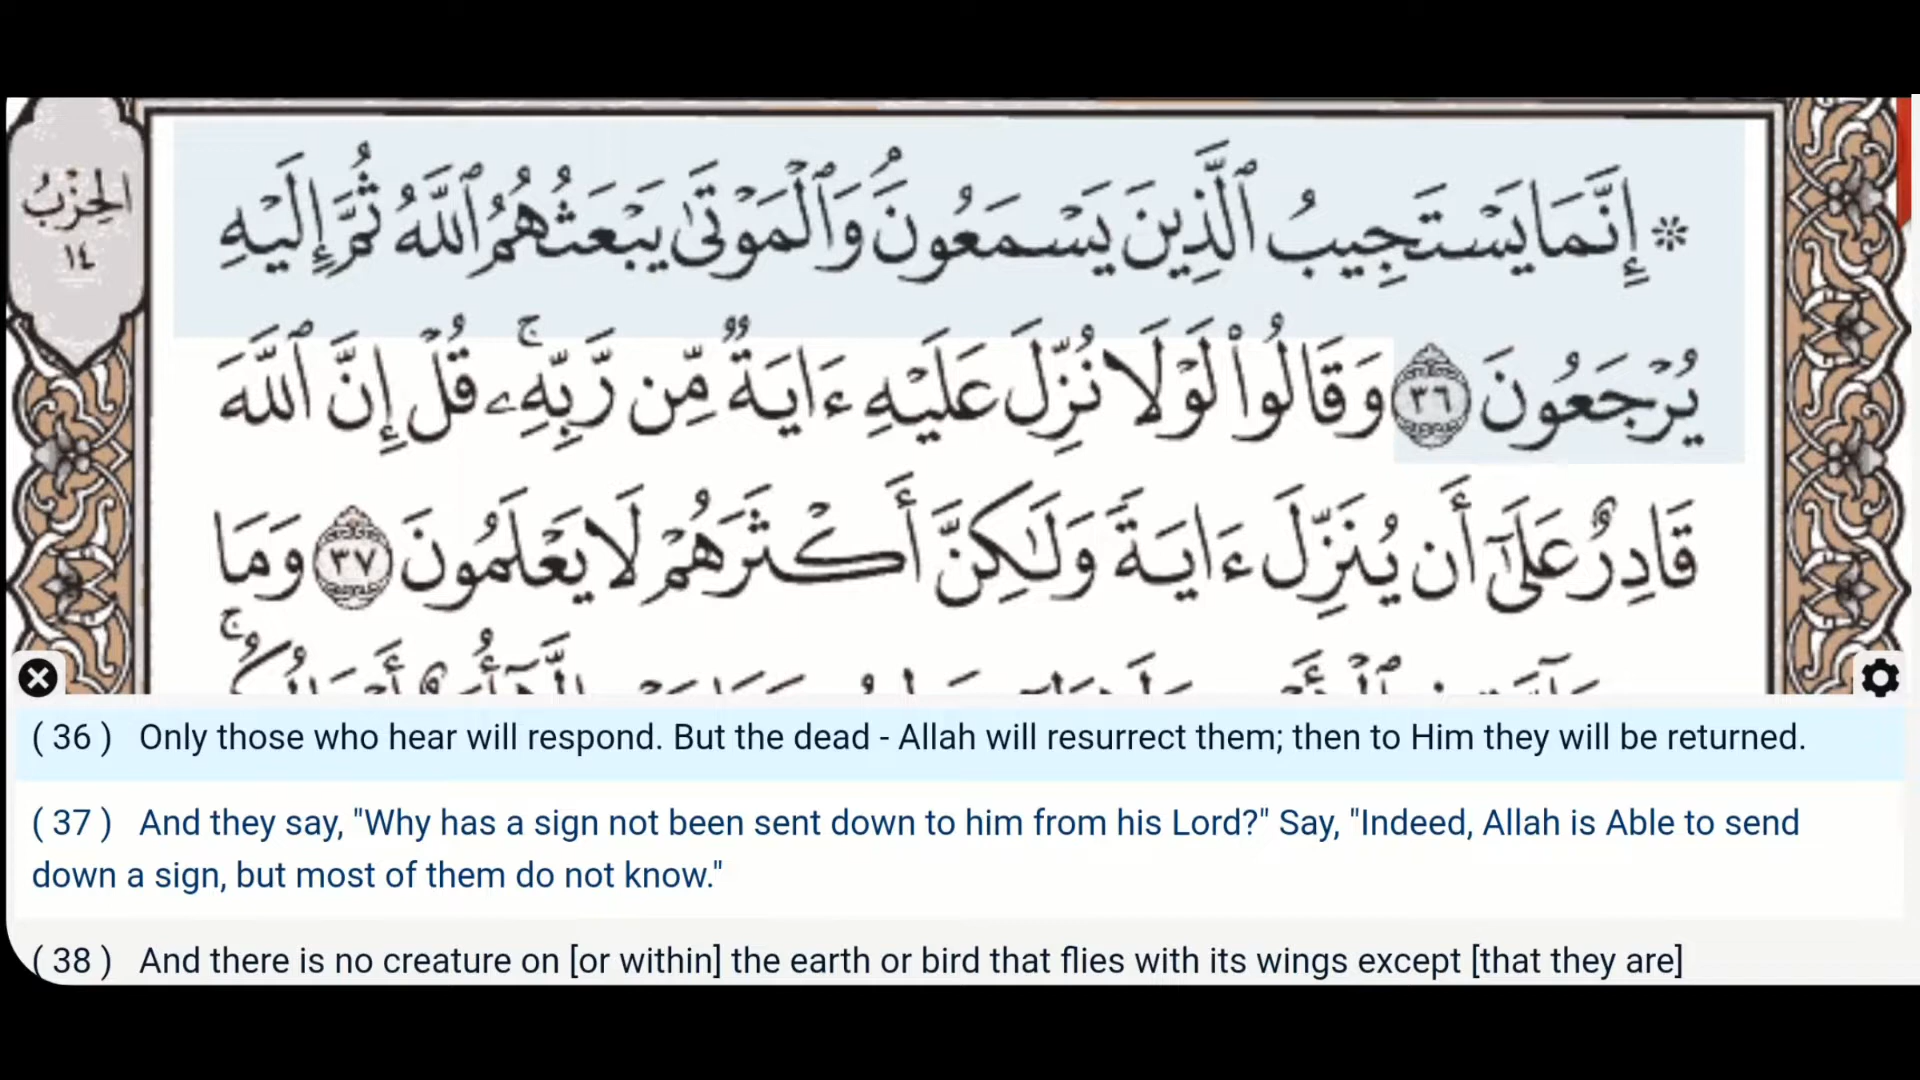 الحِزْبُ
١٤
۞ إِنَّمَا يَسْتَجِيبُ ٱلَّذِينَ يَسْمَعُونَۘ وَٱلْمَوْتَىٰ يَبْعَثُهُمُ ٱللَّهُ ثُمَّ إِلَيْهِ
يُرْجَعُونَ ٣٦ وَقَالُوا۟ لَوْلَا نُزِّلَ عَلَيْهِ ءَايَةٌ مِّن رَّبِّهِۦۚ قُلْ إِنَّ ٱللَّهَ
قَادِرٌ عَلَىٰٓ أَن يُنَزِّلَ ءَايَةً وَلَـٰكِنَّ أَكْثَرَهُمْ لَا يَعْلَمُونَ ٣٧ وَمَا
( 36 ) Only those who hear will respond. But the dead - Allah will resurrect them; then to Him they will be returned.
( 37 ) And they say, "Why has a sign not been sent down to him from his Lord?" Say, "Indeed, Allah is Able to send
down a sign, but most of them do not know."
( 38 ) And there is no creature on [or within] the earth or bird that flies with its wings except [that they are]